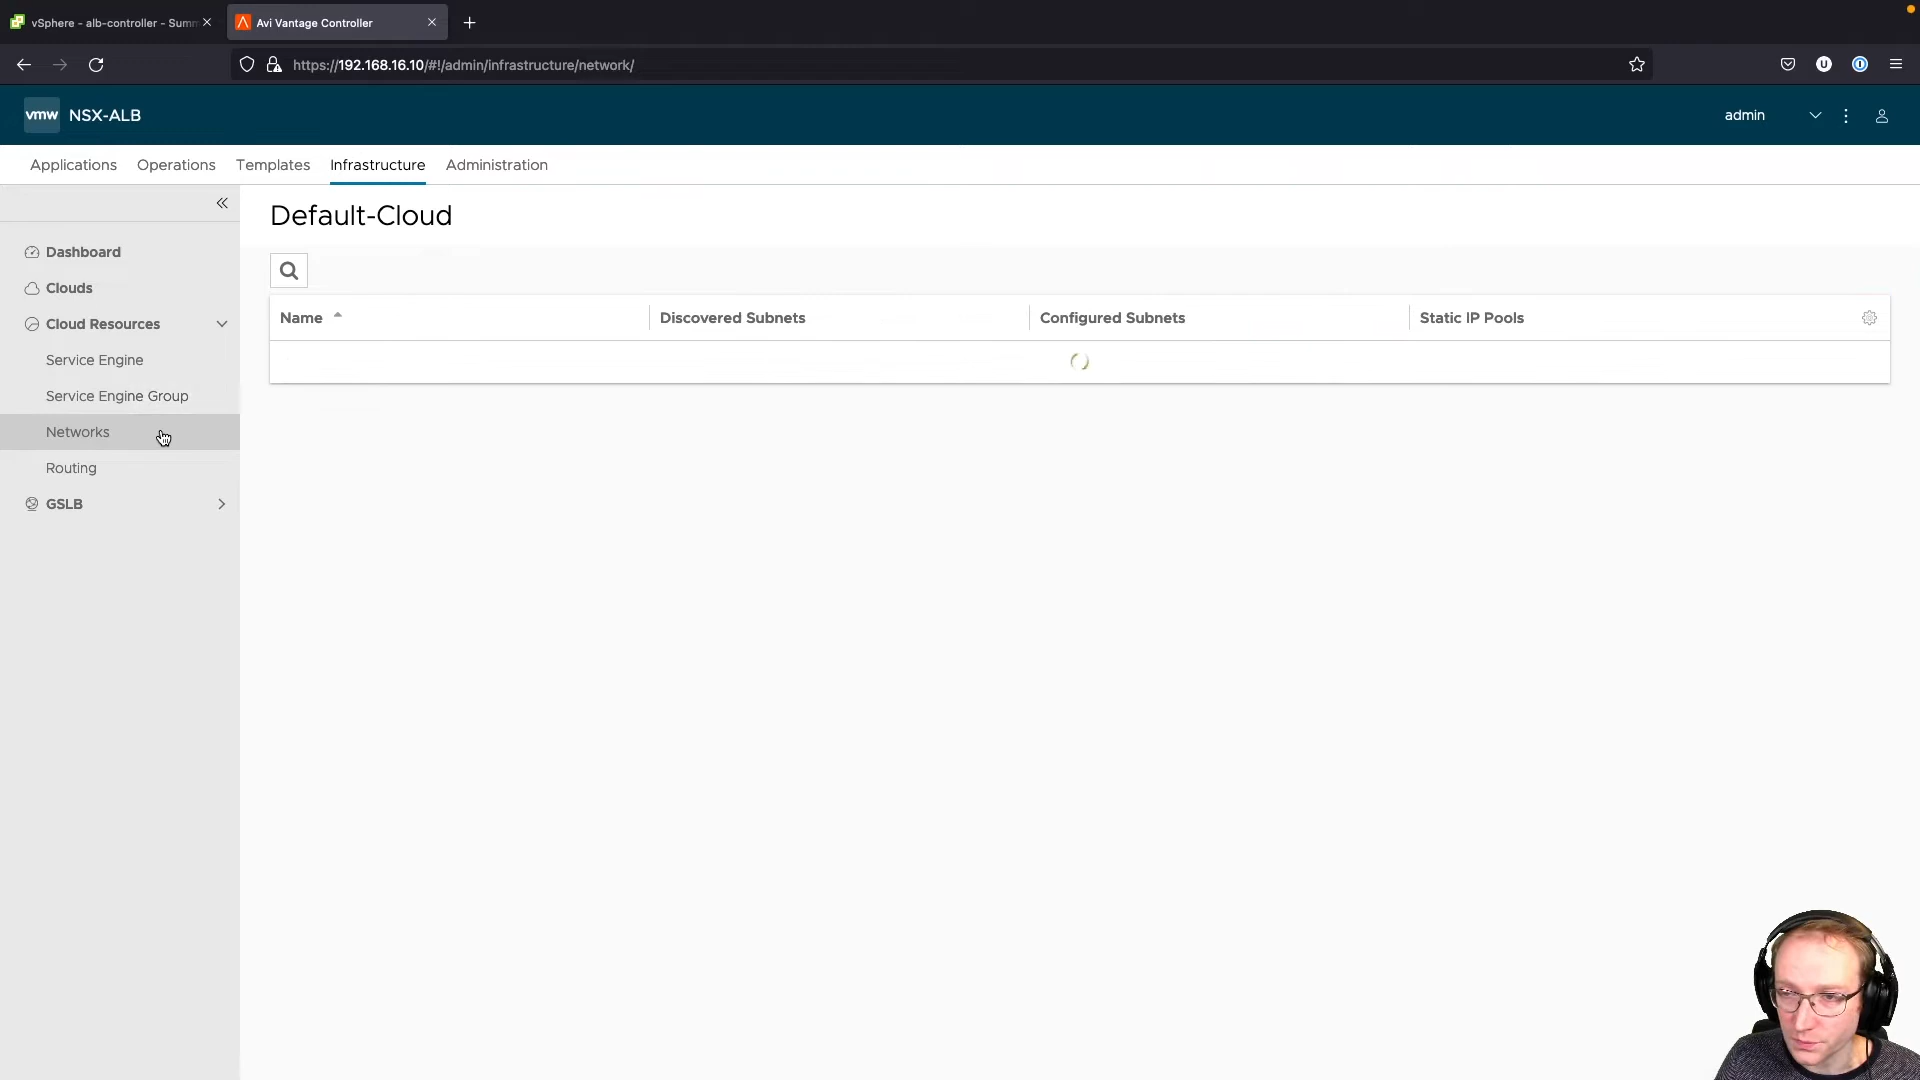 vSphere - alb-controller - Summ
Avi Vantage Controller
https://192.168.16.10/#!/admin/infrastructure/network/
vmw NSX-ALB
admin
Applications Operations Templates Infrastructure Administration
Default-Cloud
Dashboard
Clouds
Cloud Resources
Service Engine
Service Engine Group
Networks
Routing
GSLB
Name Discovered Subnets Configured Subnets Static IP Pools